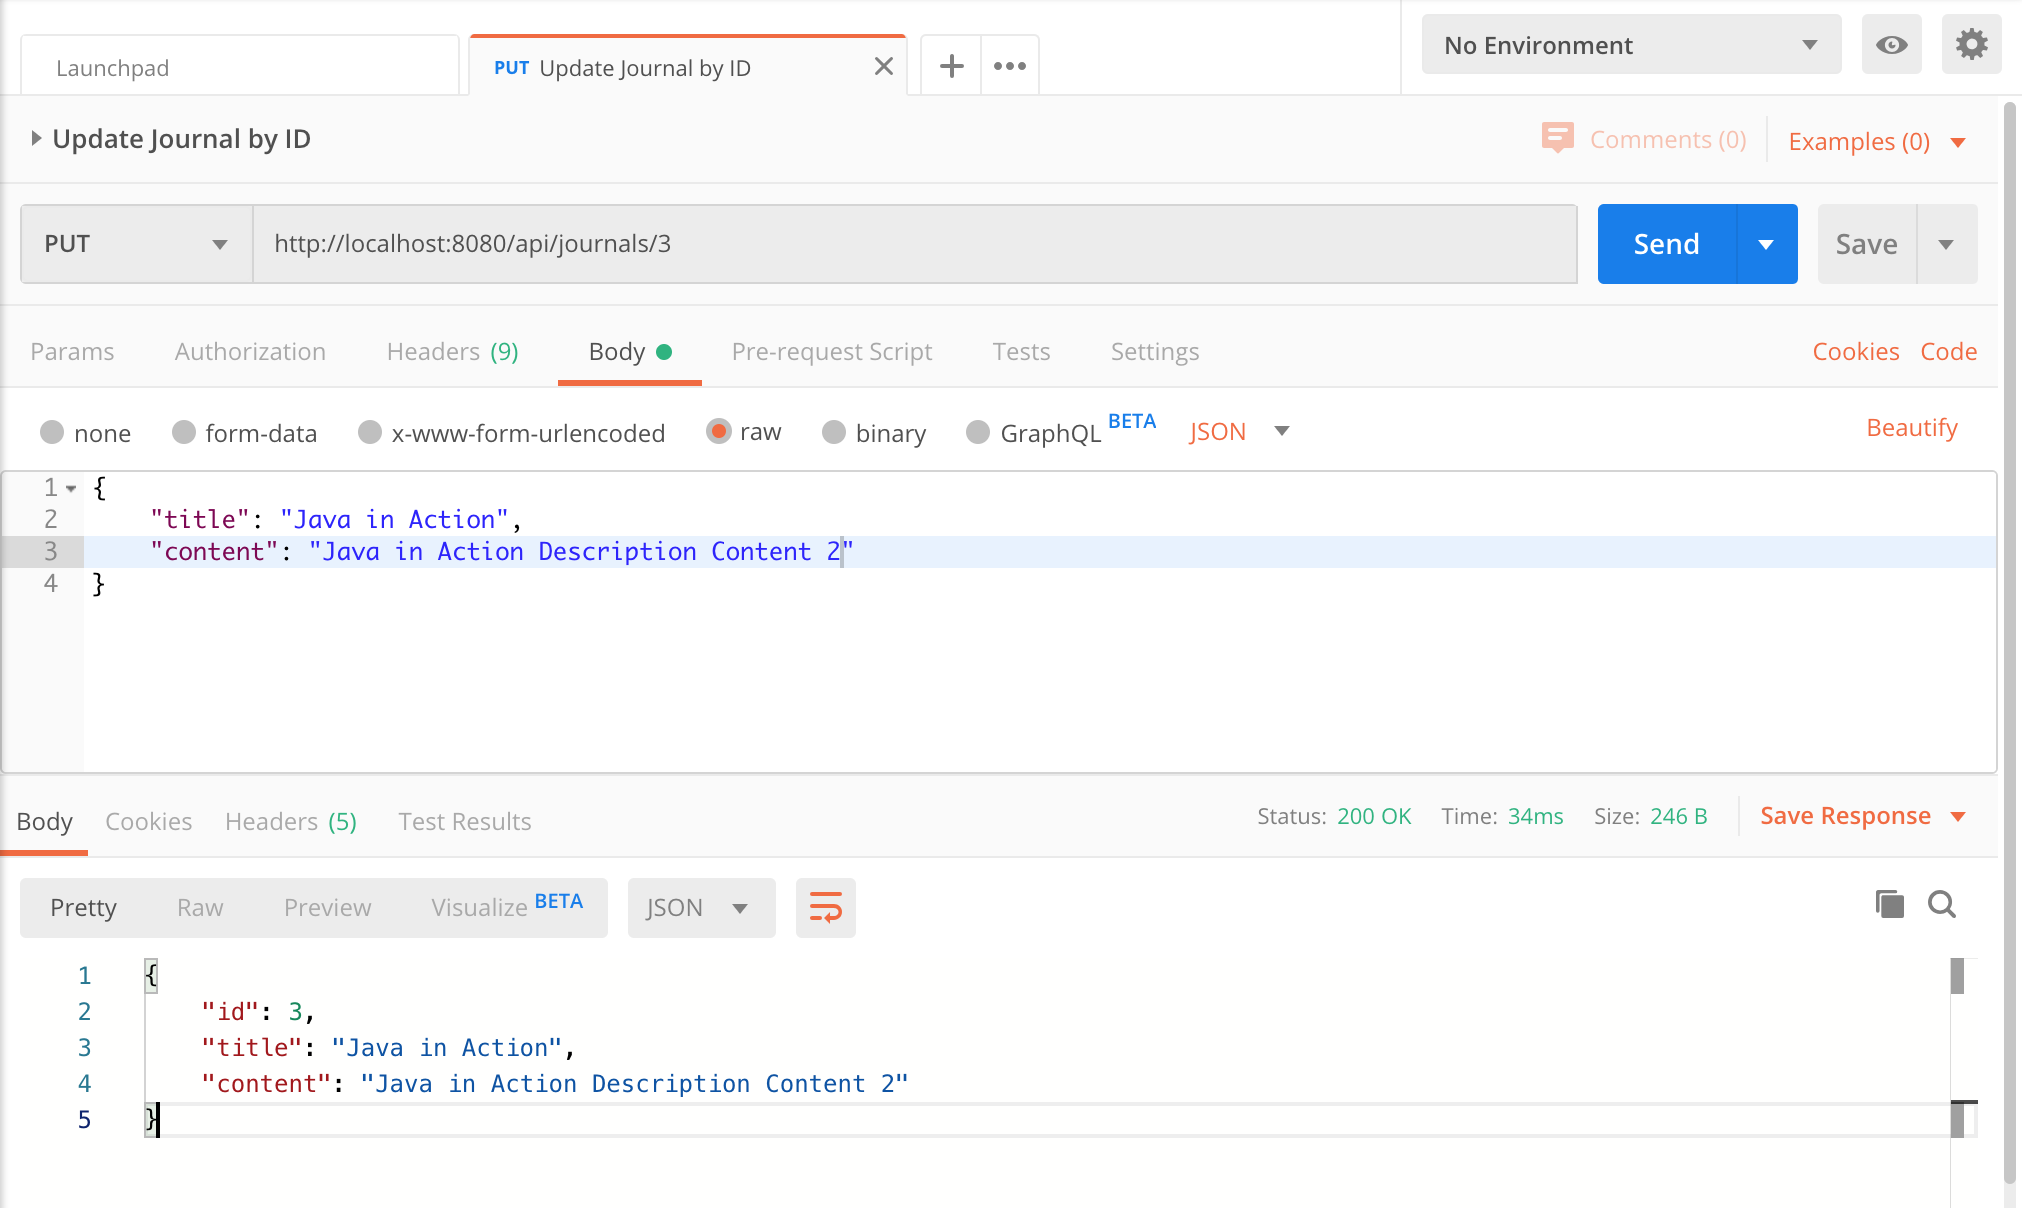 Launchpad
PUT Update Journal by ID
No Environment
Update Journal by ID
Comments (0)
Examples (0)
PUT
http://localhost:8080/api/journals/3
Send
Save
Params Authorization Headers (9) Body Pre-request Script Tests Settings Cookies Code
none form-data x-www-form-urlencoded raw binary GraphQL BETA JSON Beautify
1 {
2 "title": "Java in Action",
3 "content": "Java in Action Description Content 2"
4 }
Body Cookies Headers (5) Test Results Status: 200 OK Time: 34ms Size: 246 B Save Response
Pretty Raw Preview Visualize BETA JSON
1 {
2 "id": 3,
3 "title": "Java in Action",
4 "content": "Java in Action Description Content 2"
5 }